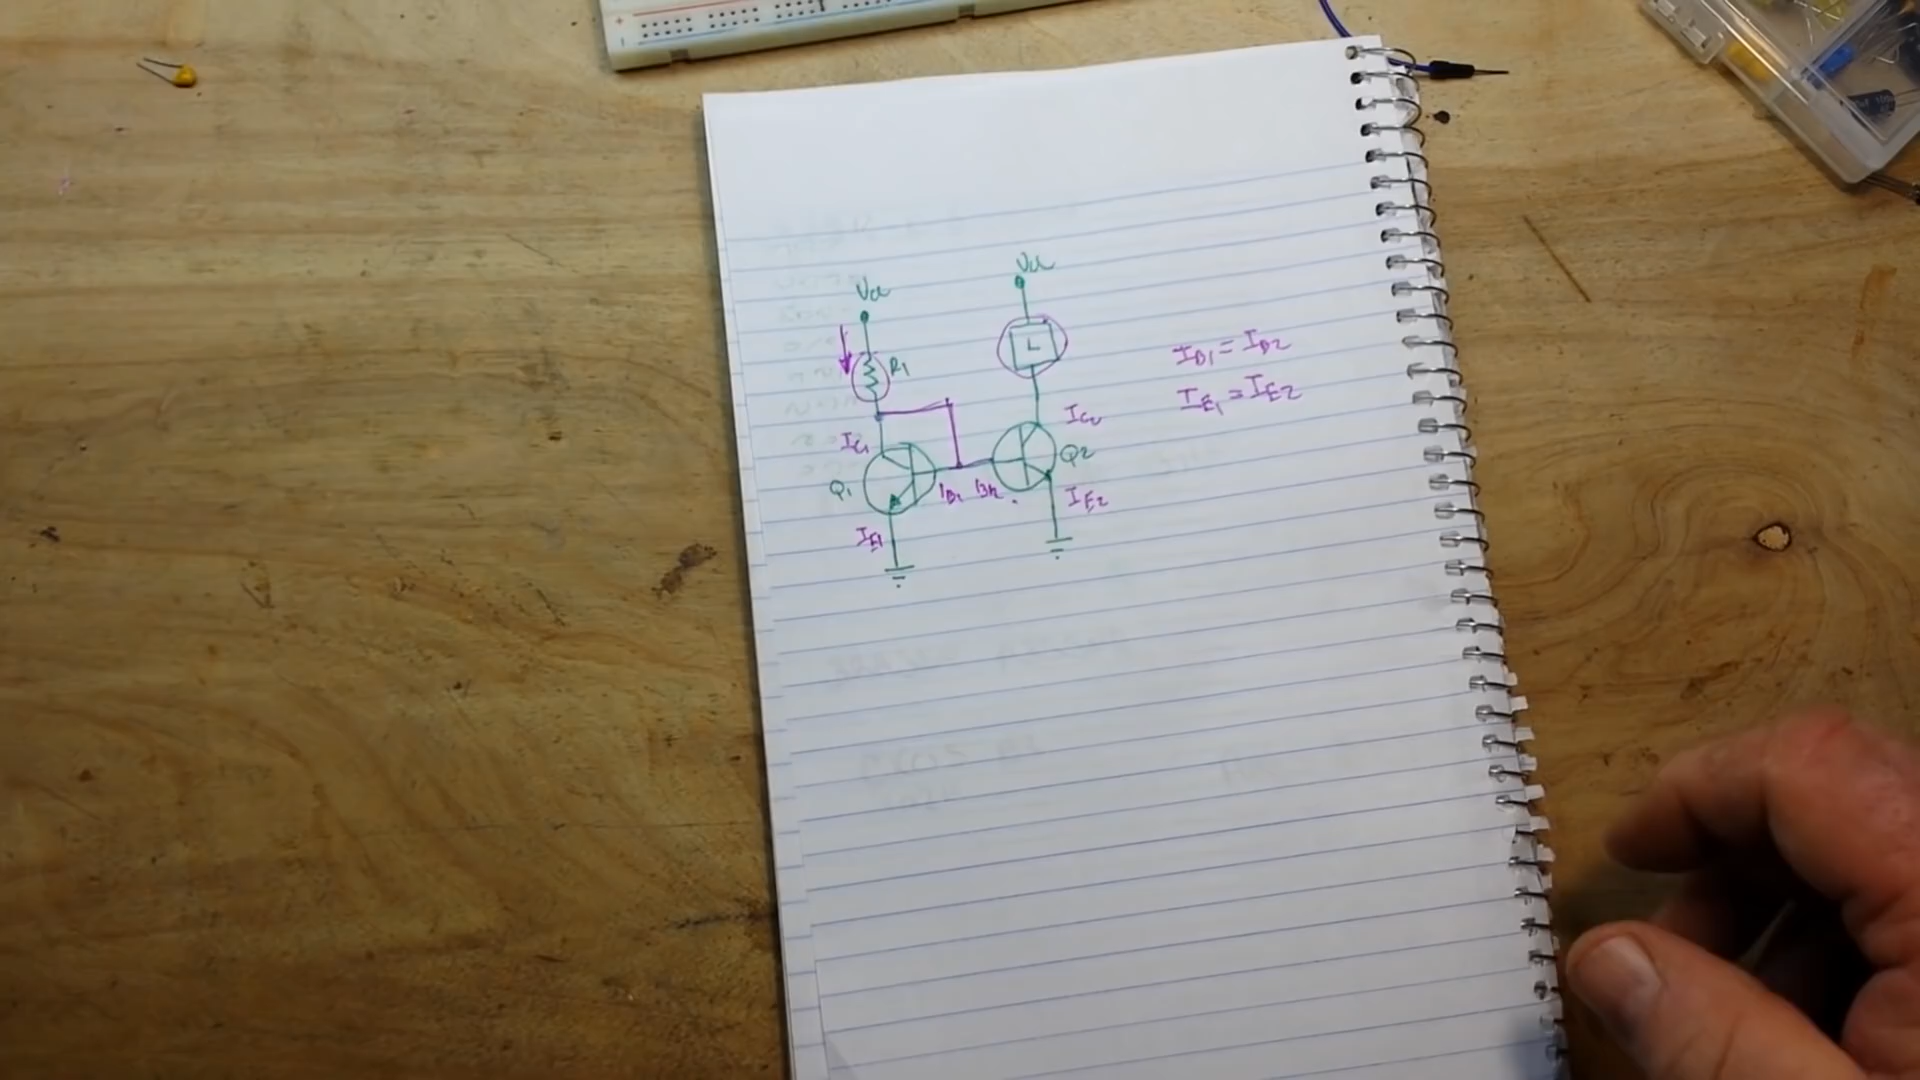 Vcc
Vcc
R1
L
IB1 = IB2
IE1 = IE2
IC1
IC2
Q1
Q2
IB1 IB2
IE2
IE1